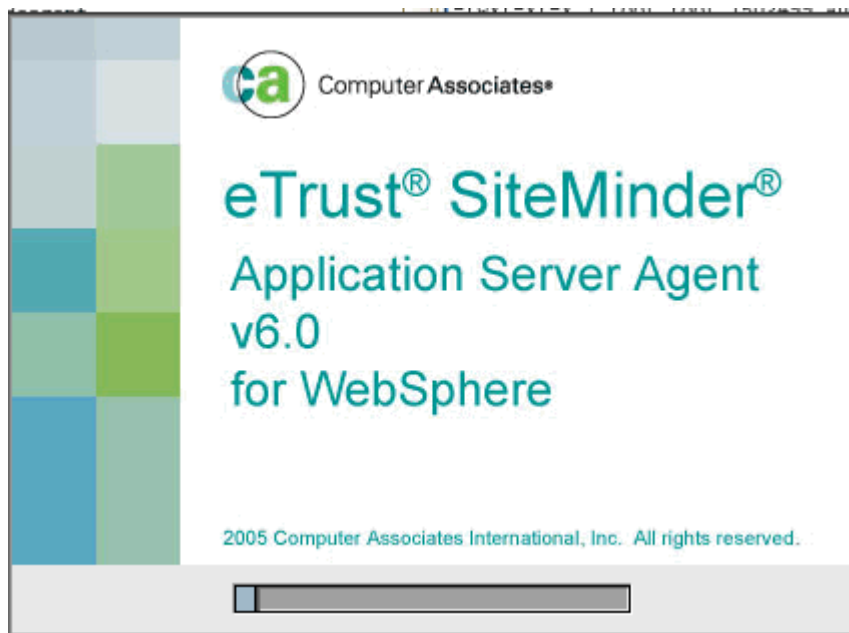 ca Computer Associates®
eTrust® SiteMinder®
Application Server Agent
v6.0
for WebSphere
2005 Computer Associates International, Inc. All rights reserved.